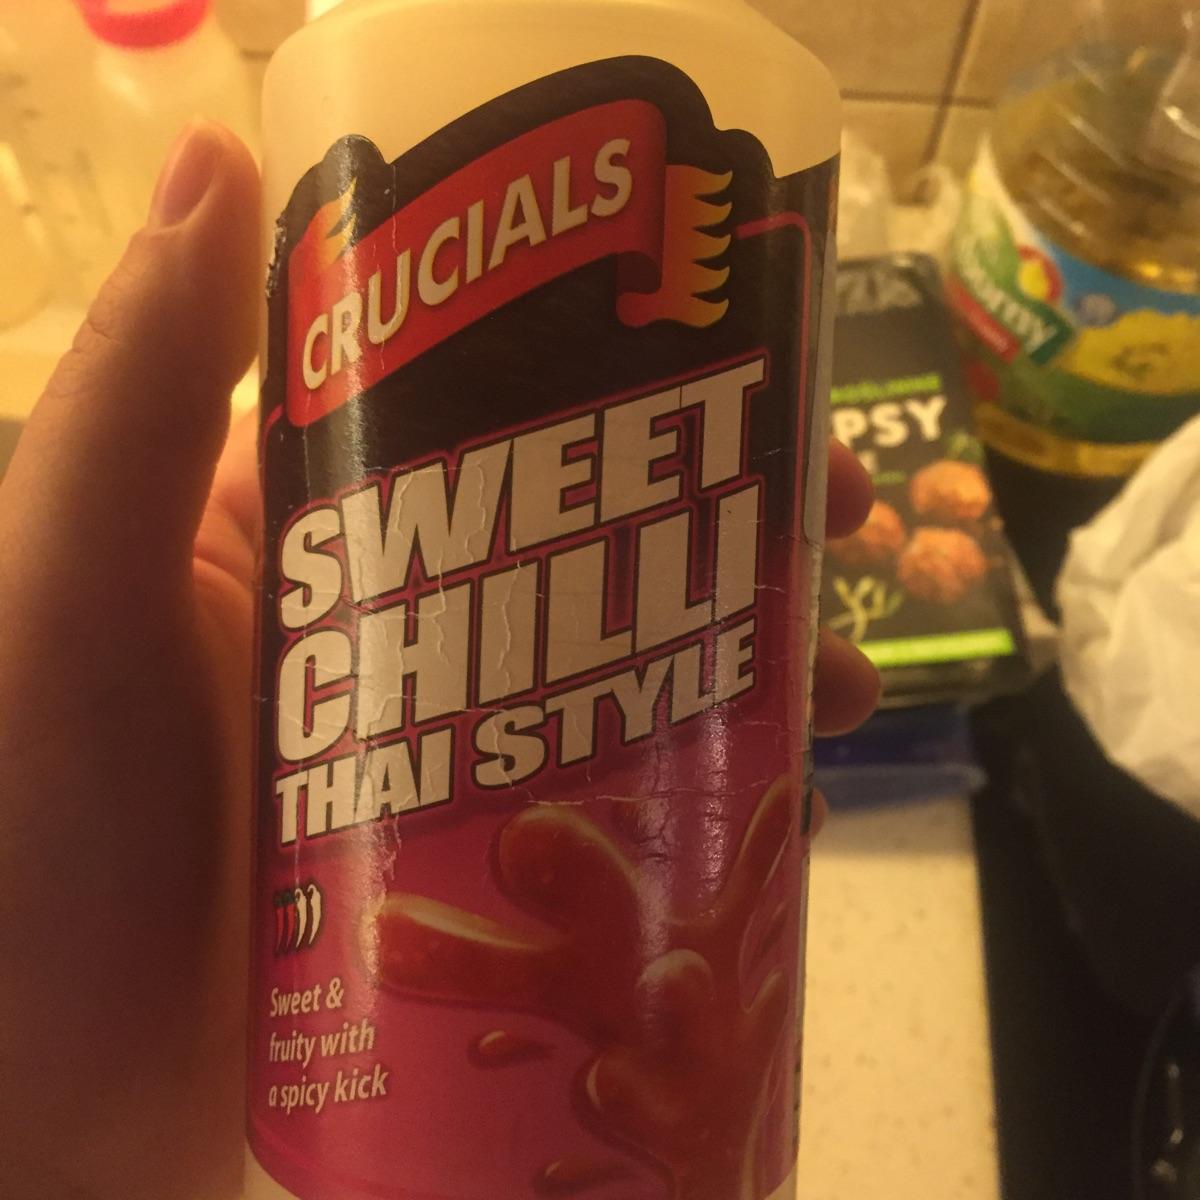 CRUCIALS
SWEET
CHILLI
THAI STYLE
Sweet &
fruity with
a spicy kick
PSY